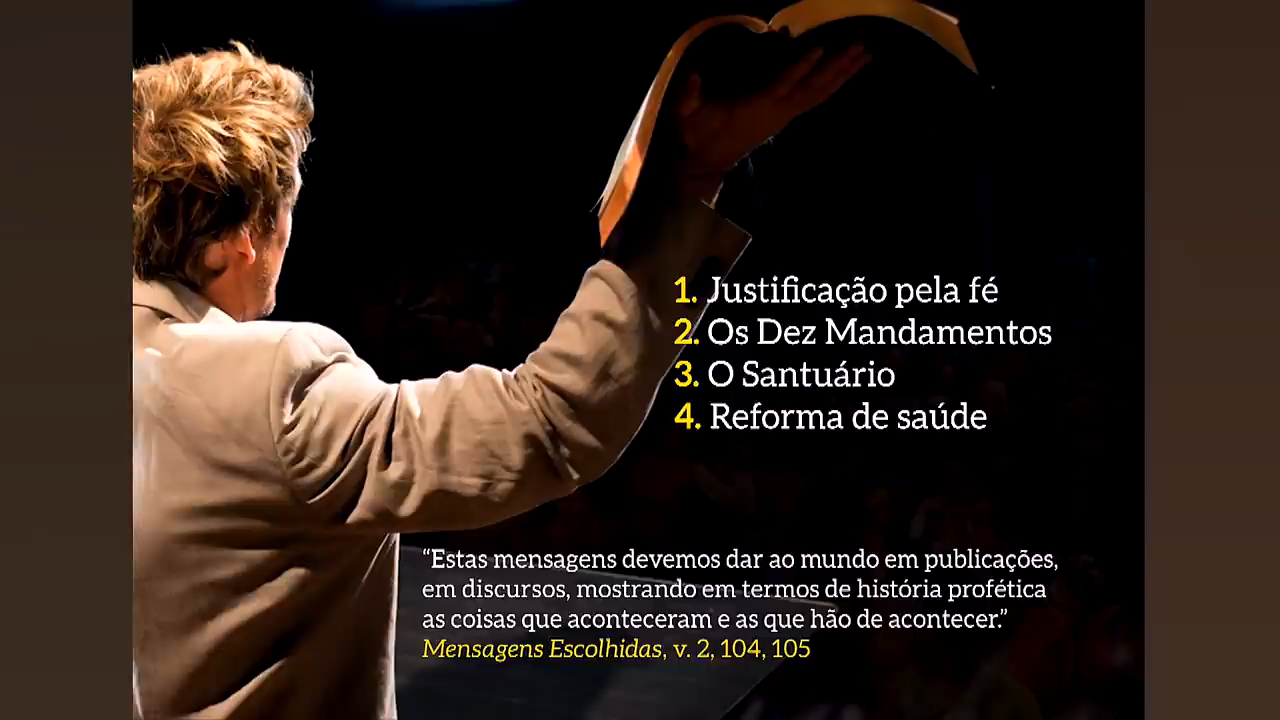 1. Justificação pela fé
2. Os Dez Mandamentos
3. O Santuário
4. Reforma de saúde
“Estas mensagens devemos dar ao mundo em publicações,
em discursos, mostrando em termos de história profética
as coisas que aconteceram e as que hão de acontecer.”
Mensagens Escolhidas, v. 2, 104, 105